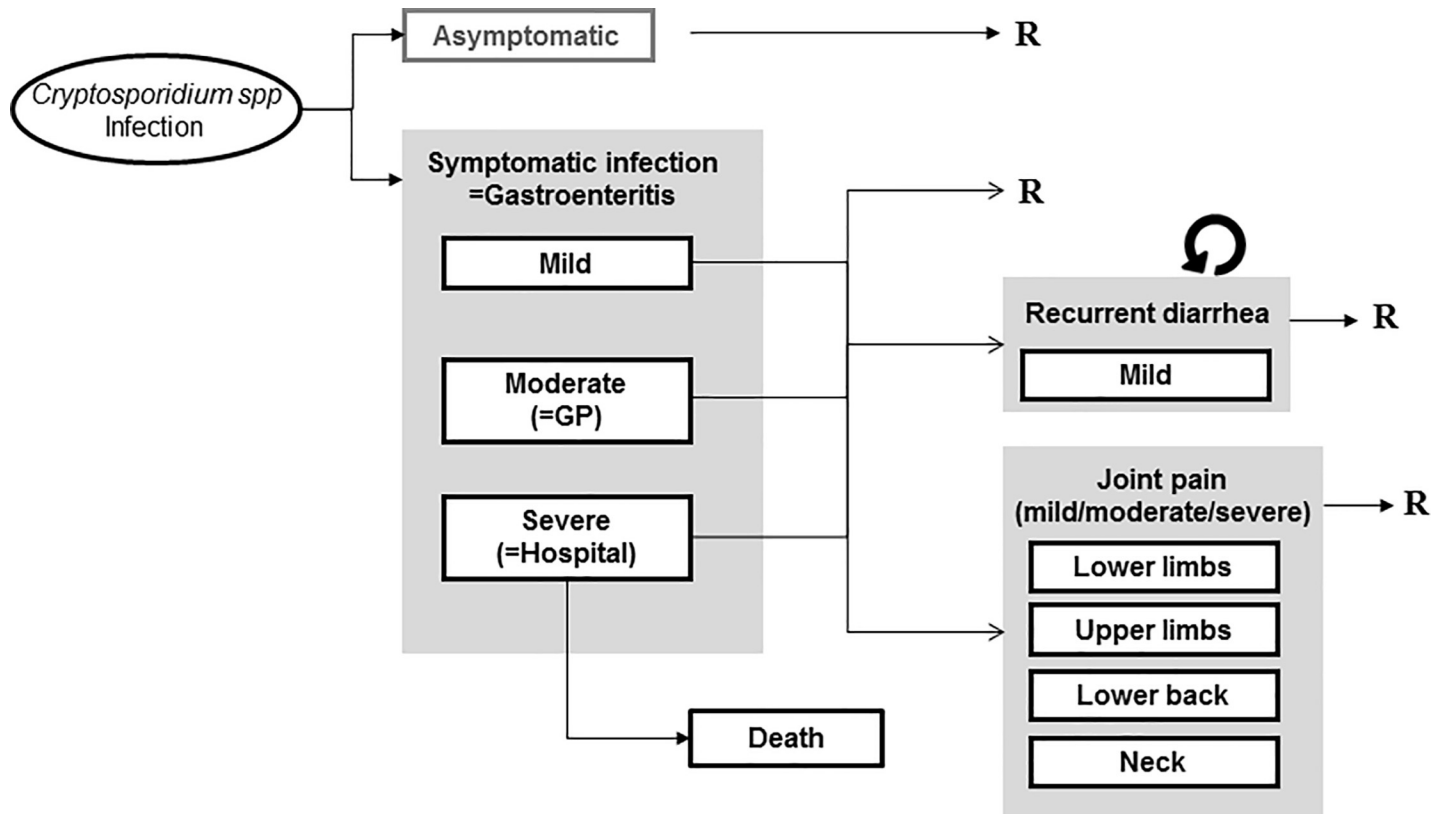 Asymptomatic
R
Cryptosporidium spp
Infection
Symptomatic infection
=Gastroenteritis
Mild
Moderate
(=GP)
Severe
(=Hospital)
Death
R
Recurrent diarrhea
Mild
R
Joint pain
(mild/moderate/severe)
Lower limbs
Upper limbs
Lower back
Neck
R